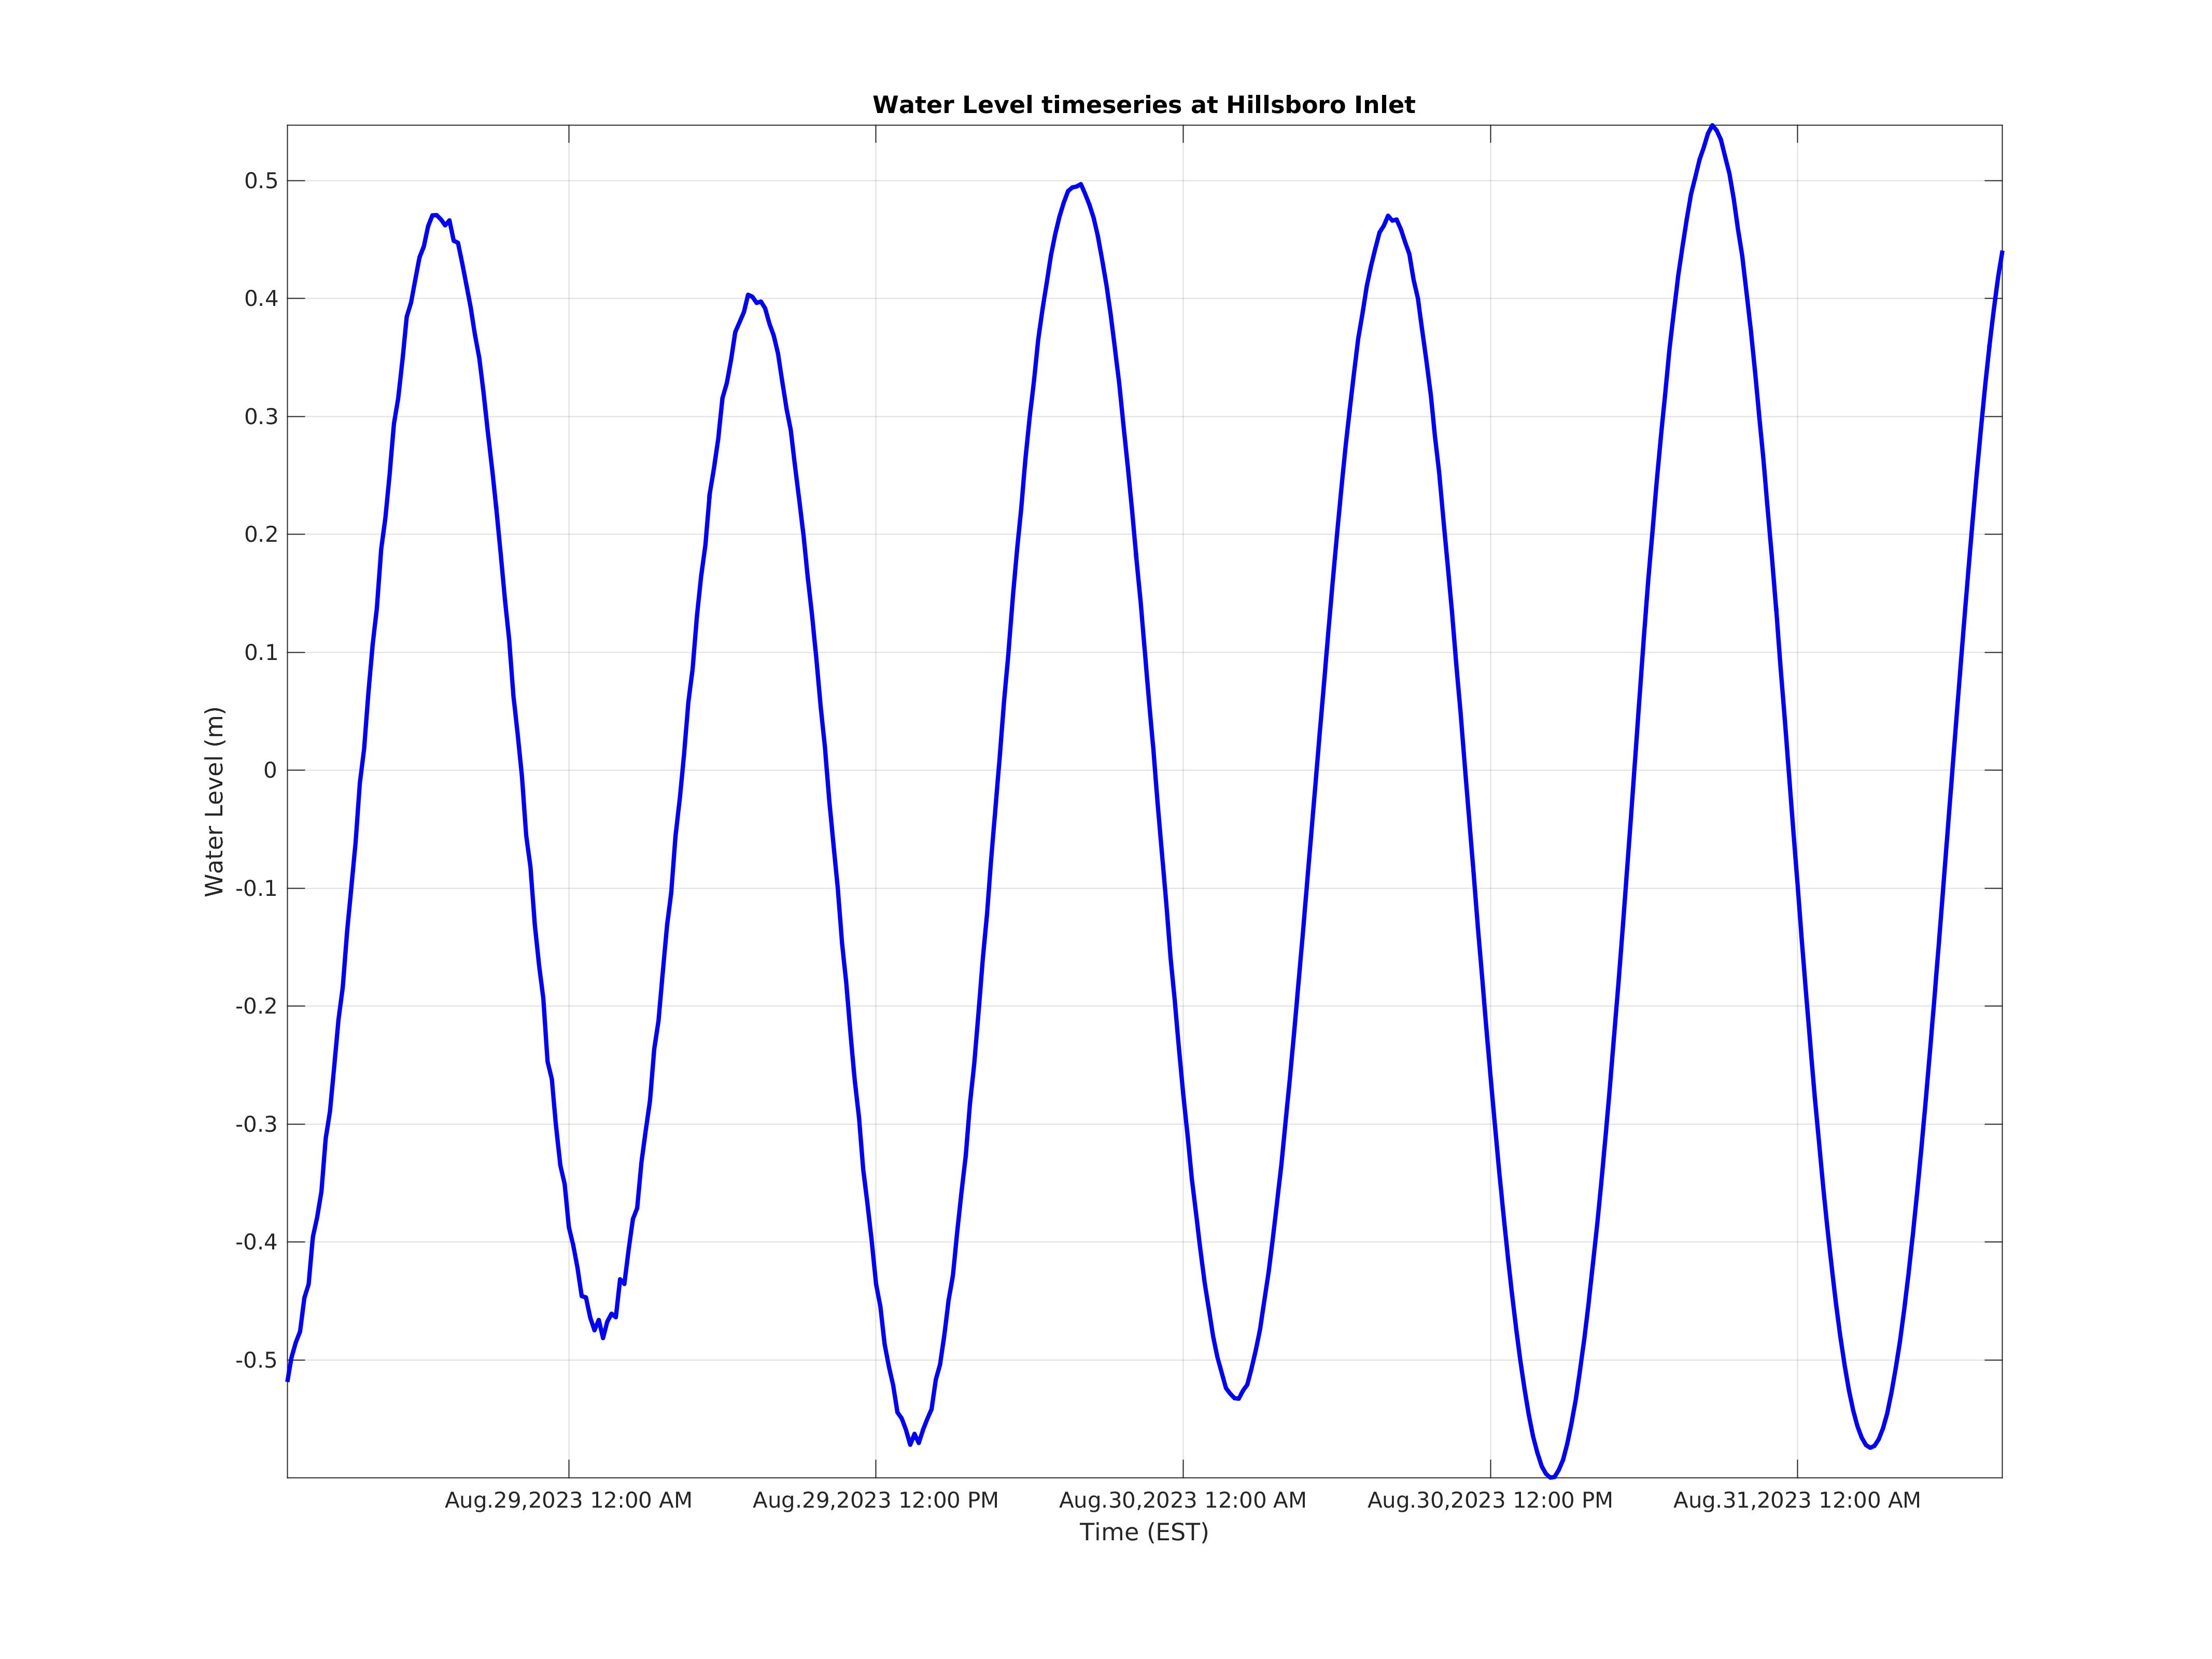 Water Level timeseries at Hillsboro Inlet
0.5
0.4
0.3
0.2
0.1
0
-0.1
-0.2
-0.3
-0.4
-0.5
Water Level (m)
Aug.29,2023 12:00 AM
Aug.29,2023 12:00 PM
Aug.30,2023 12:00 AM
Aug.30,2023 12:00 PM
Aug.31,2023 12:00 AM
Time (EST)